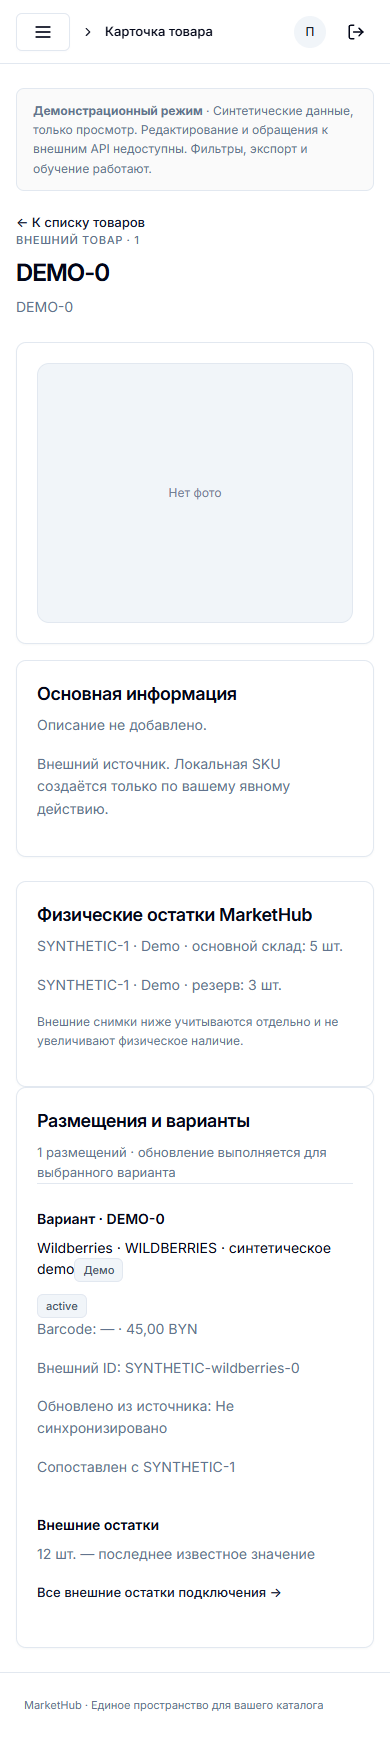 Карточка товара
П
Демонстрационный режим · Синтетические данные,
только просмотр. Редактирование и обращения к
внешним API недоступны. Фильтры, экспорт и
обучение работают.
← К списку товаров
ВНЕШНИЙ ТОВАР · 1
DEMO-0
DEMO-0
Нет фото
Основная информация
Описание не добавлено.
Внешний источник. Локальная SKU
создаётся только по вашему явному
действию.
Физические остатки MarketHub
SYNTHETIC-1 · Demo · основной склад: 5 шт.
SYNTHETIC-1 · Demo · резерв: 3 шт.
Внешние снимки ниже учитываются отдельно и не
увеличивают физическое наличие.
Размещения и варианты
1 размещений · обновление выполняется для
выбранного варианта
Вариант · DEMO-0
Wildberries · WILDBERRIES · синтетическое
demo Демо
active
Barcode: — · 45,00 BYN
Внешний ID: SYNTHETIC-wildberries-0
Обновлено из источника: Не
синхронизировано
Сопоставлен с SYNTHETIC-1
Внешние остатки
12 шт. — последнее известное значение
Все внешние остатки подключения →
MarketHub · Единое пространство для вашего каталога